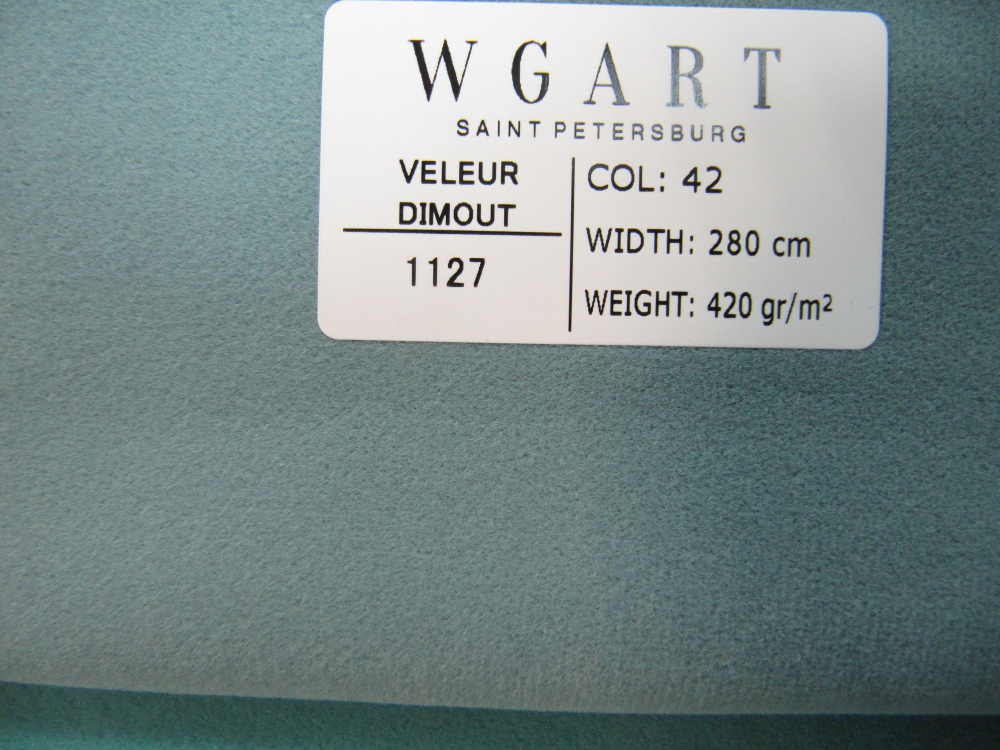 WGART
SAINT PETERSBURG
VELEUR
DIMOUT
1127
COL: 42
WIDTH: 280 cm
WEIGHT: 420 gr/m²